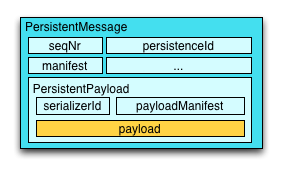 PersistentMessage
seqNr persistenceId
manifest ...
PersistentPayload
serializerId payloadManifest
payload